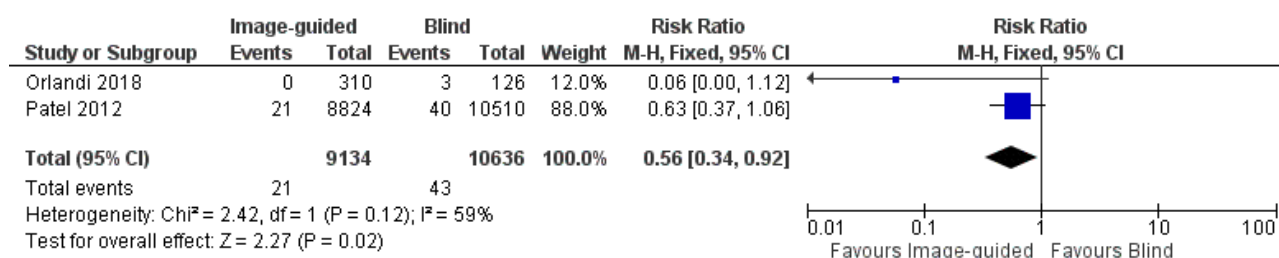 Image-guided Blind Risk Ratio Risk Ratio
Study or Subgroup Events Total Events Total Weight M-H, Fixed, 95% CI M-H, Fixed, 95% CI
Orlandi 2018 0 310 3 126 12.0% 0.06 [0.00, 1.12]
Patel 2012 21 8824 40 10510 88.0% 0.63 [0.37, 1.06]
Total (95% CI) 9134 10636 100.0% 0.56 [0.34, 0.92]
Total events 21 43
Heterogeneity: Chi² = 2.42, df = 1 (P = 0.12); I² = 59%
Test for overall effect: Z = 2.27 (P = 0.02)
0.01 0.1 1 10 100
Favours Image-guided Favours Blind